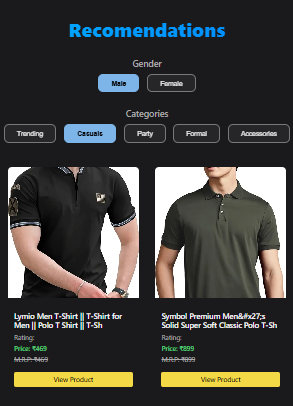 Recomendations
Gender
Male
Female
Categories
Trending
Casuals
Party
Formal
Accessories
Lymio Men T-Shirt || T-Shirt for
Men || Polo T Shirt || T-Sh
Rating:
Price: ₹469
M.R.P: ₹469
View Product
Symbol Premium Men&#x27;s
Solid Super Soft Classic Polo T-Sh
Rating:
Price: ₹899
M.R.P: ₹899
View Product